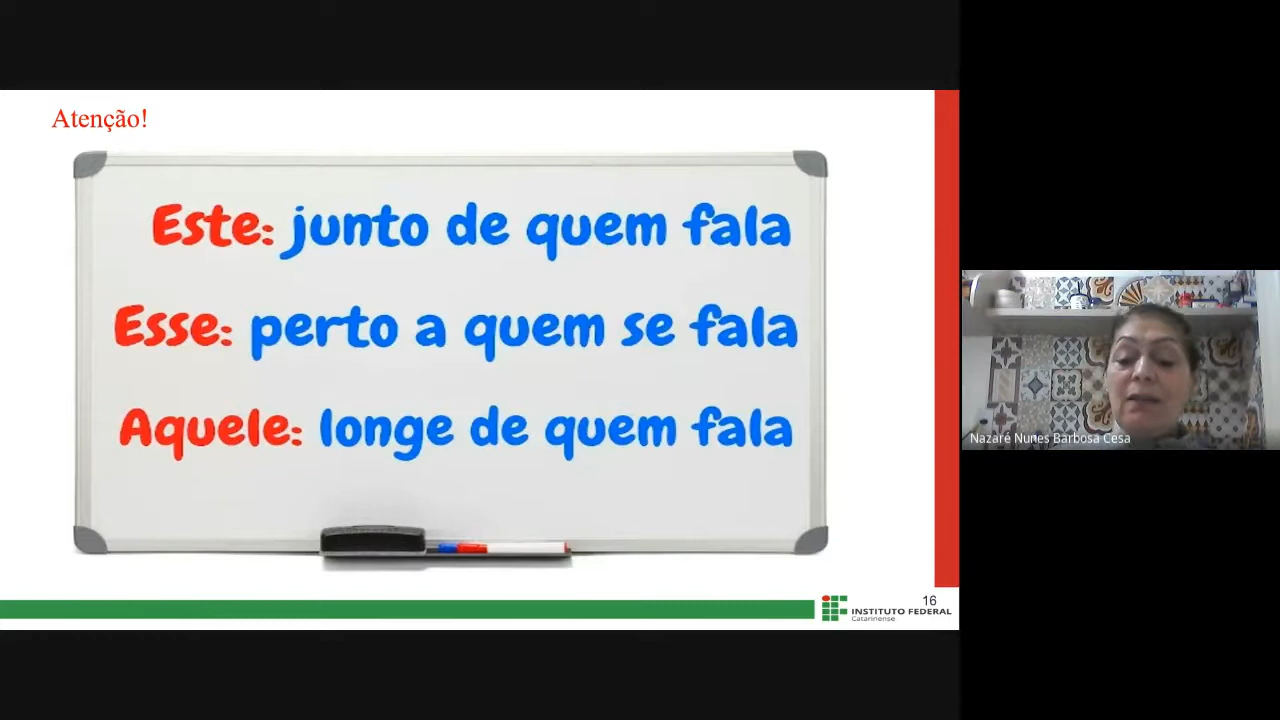 Atenção!
Este: junto de quem fala
Esse: perto a quem se fala
Aquele: longe de quem fala
16
INSTITUTO FEDERAL
Catarinense
Nazaré Nunes Barbosa Cesa